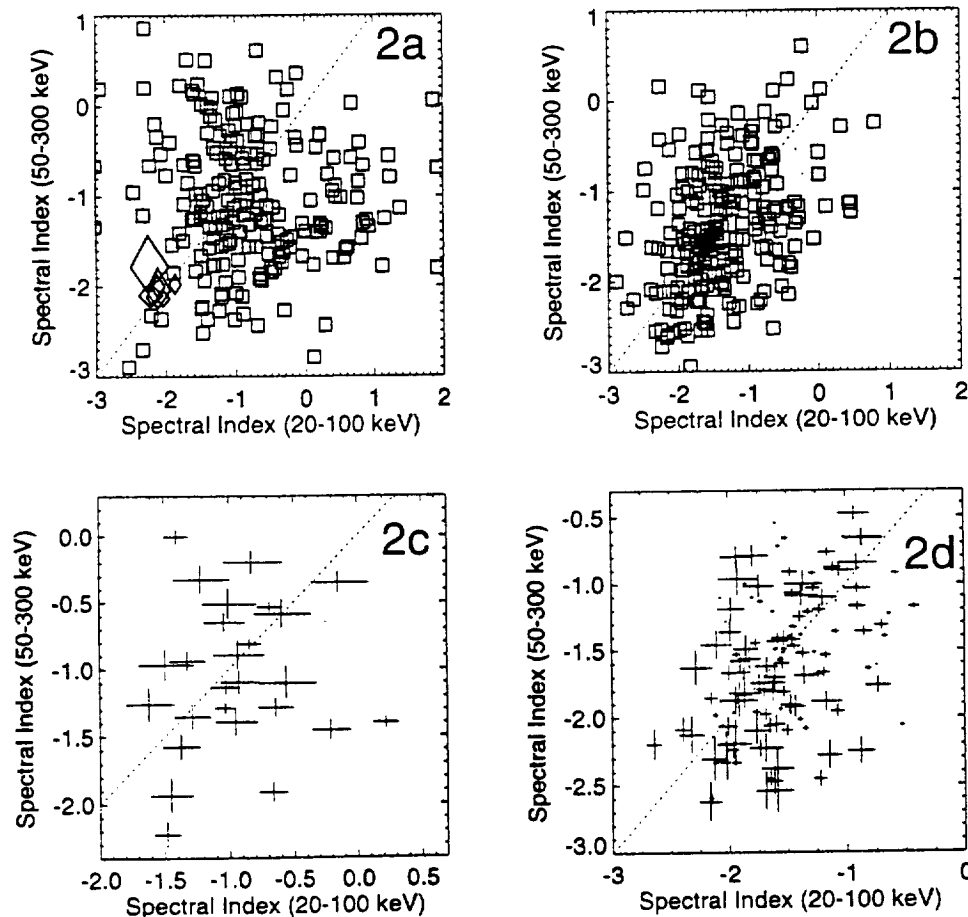 1
0
-1
-2
-3
Spectral Index (50-300 keV)
2a
-3 -2 -1 0 1 2
Spectral Index (20-100 keV)
1
0
-1
-2
-3
Spectral Index (50-300 keV)
2b
-3 -2 -1 0 1 2
Spectral Index (20-100 keV)
0.0
-0.5
-1.0
-1.5
-2.0
Spectral Index (50-300 keV)
2c
-2.0 -1.5 -1.0 -0.5 0.0 0.5
Spectral Index (20-100 keV)
-0.5
-1.0
-1.5
-2.0
-2.5
-3.0
Spectral Index (50-300 keV)
2d
-3 -2 -1 0
Spectral Index (20-100 keV)